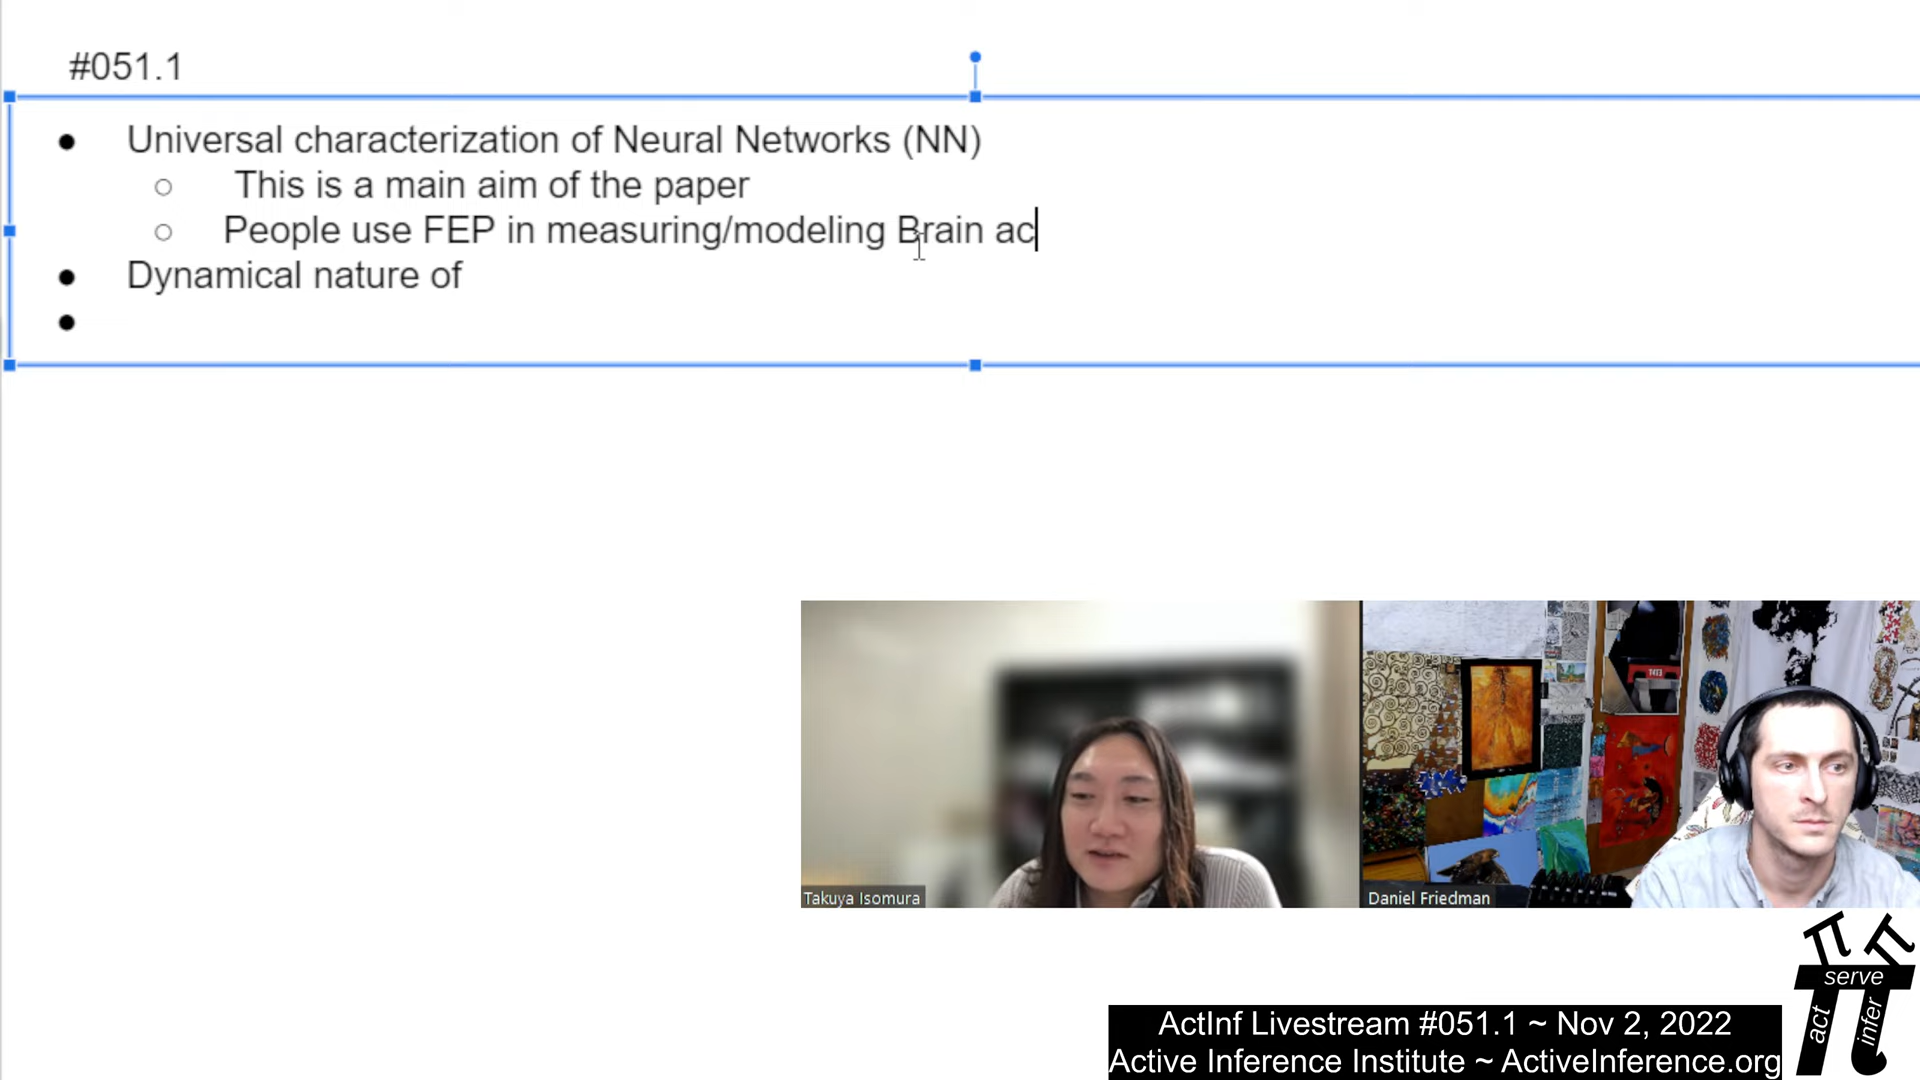 #051.1
● Universal characterization of Neural Networks (NN)
○ This is a main aim of the paper
○ People use FEP in measuring/modeling Brain ac
● Dynamical nature of
●
Takuya Isomura
Daniel Friedman
serve
act
infer
ActInf Livestream #051.1 ~ Nov 2, 2022
Active Inference Institute ~ ActiveInference.org